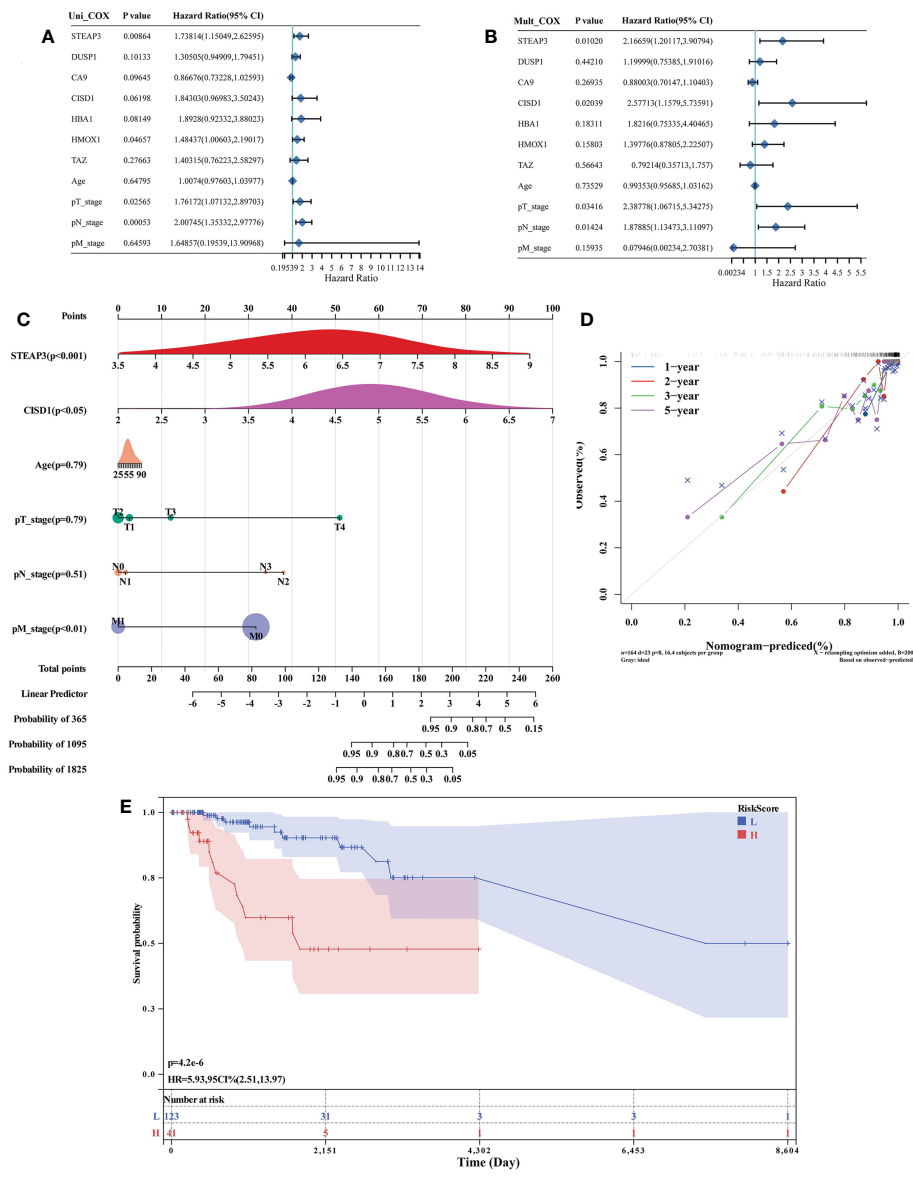 A
Uni_COX P value Hazard Ratio(95% CI)
STEAP3 0.00864 1.73814(1.15049,2.62595)
DUSP1 0.10133 1.30505(0.94909,1.79451)
CA9 0.09645 0.86676(0.73228,1.02593)
CISD1 0.06198 1.84303(0.96983,3.50243)
HBA1 0.08149 1.8928(0.92332,3.88023)
HMOX1 0.04657 1.48437(1.00603,2.19017)
TAZ 0.27663 1.40315(0.76223,2.58297)
Age 0.64795 1.0074(0.97603,1.03977)
pT_stage 0.02565 1.76172(1.07132,2.89703)
pN_stage 0.00053 2.00745(1.35332,2.97776)
pM_stage 0.64593 1.64857(0.19539,13.90968)
0.19539 2 3 4 5 6 7 8 9 10 11 12 13 14
Hazard Ratio
B
Mult_COX P value Hazard Ratio(95% CI)
STEAP3 0.01020 2.16659(1.20117,3.90794)
DUSP1 0.44210 1.19999(0.75385,1.91016)
CA9 0.26935 0.88003(0.70147,1.10403)
CISD1 0.02039 2.57713(1.1579,5.73591)
HBA1 0.18311 1.8216(0.75335,4.40465)
HMOX1 0.15803 1.39776(0.87805,2.22507)
TAZ 0.56643 0.79214(0.35713,1.757)
Age 0.73529 0.99353(0.95685,1.03162)
pT_stage 0.03416 2.38778(1.06715,5.34275)
pN_stage 0.01424 1.87885(1.13473,3.11097)
pM_stage 0.15935 0.07946(0.00234,2.70381)
0.00234 1 1.5 2 2.5 3 3.5 4 4.5 5 5.5
Hazard Ratio
C
0 10 20 30 40 50 60 70 80 90 100
Points
STEAP3(p<0.001)
3.5 4 4.5 5 5.5 6 6.5 7 7.5 8 8.5 9
CISD1(p<0.05)
2 2.5 3 3.5 4 4.5 5 5.5 6 6.5 7
Age(p=0.79)
2555 90
T2 T3
pT_stage(p=0.79)
T1 T4
N0 N3
pN_stage(p=0.51)
N1 N2
M1
pM_stage(p<0.01)
M0
Total points
0 20 40 60 80 100 120 140 160 180 200 220 240 260
Linear Predictor
-6 -5 -4 -3 -2 -1 0 1 2 3 4 5 6
Probability of 365
0.95 0.9 0.80.7 0.5 0.15
Probability of 1095
0.95 0.9 0.80.7 0.5 0.3 0.05
Probability of 1825
0.95 0.9 0.80.7 0.5 0.3 0.05
D
1−year
2−year
3−year
5−year
Observed(%)
0.0 0.2 0.4 0.6 0.8 1.0
0.0 0.2 0.4 0.6 0.8 1.0
Nomogram−prediced(%)
n=164 d=23 p=8, 16.4 subjects per group
Gray: ideal
X − resampling optimism added, B=200
Based on observed−predicted
E
RiskScore
L
H
Survival probability
1.0
0.8
0.5
0.3
0.0
p=4.2e-6
HR=5.93,95CI%(2.51,13.97)
Number at risk
L 123 31 3 3 1
H 41 5 1 1 1
0 2,151 4,302 6,453 8,604
Time (Day)